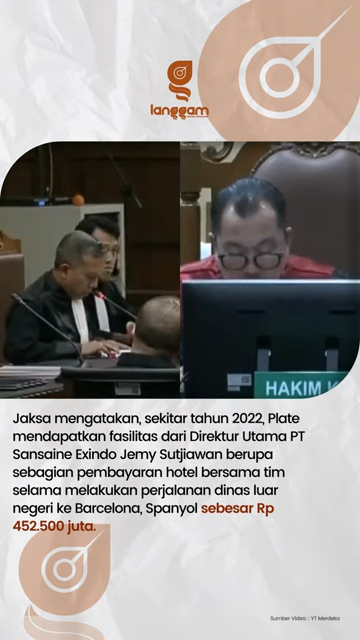 langgam
HAKIM K
Jaksa mengatakan, sekitar tahun 2022, Plate
mendapatkan fasilitas dari Direktur Utama PT
Sansaine Exindo Jemy Sutjiawan berupa
sebagian pembayaran hotel bersama tim
selama melakukan perjalanan dinas luar
negeri ke Barcelona, Spanyol sebesar Rp
452.500 juta.
Sumber Video: : YT Merdeka